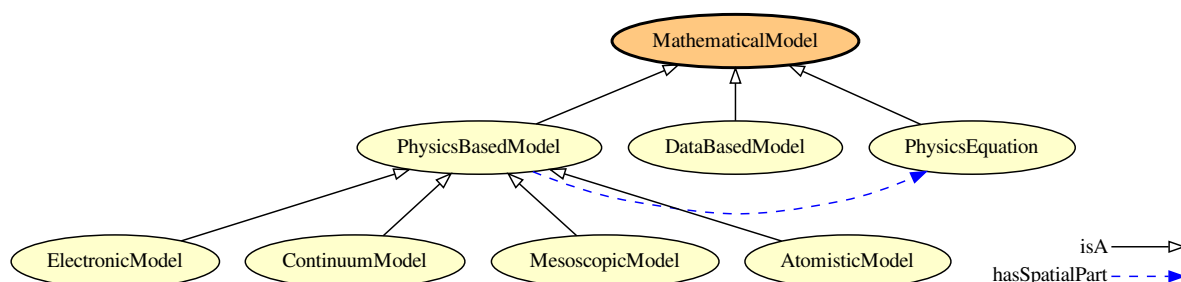 MathematicalModel
PhysicsBasedModel
DataBasedModel
PhysicsEquation
ElectronicModel
ContinuumModel
MesoscopicModel
AtomisticModel
isA
hasSpatialPart